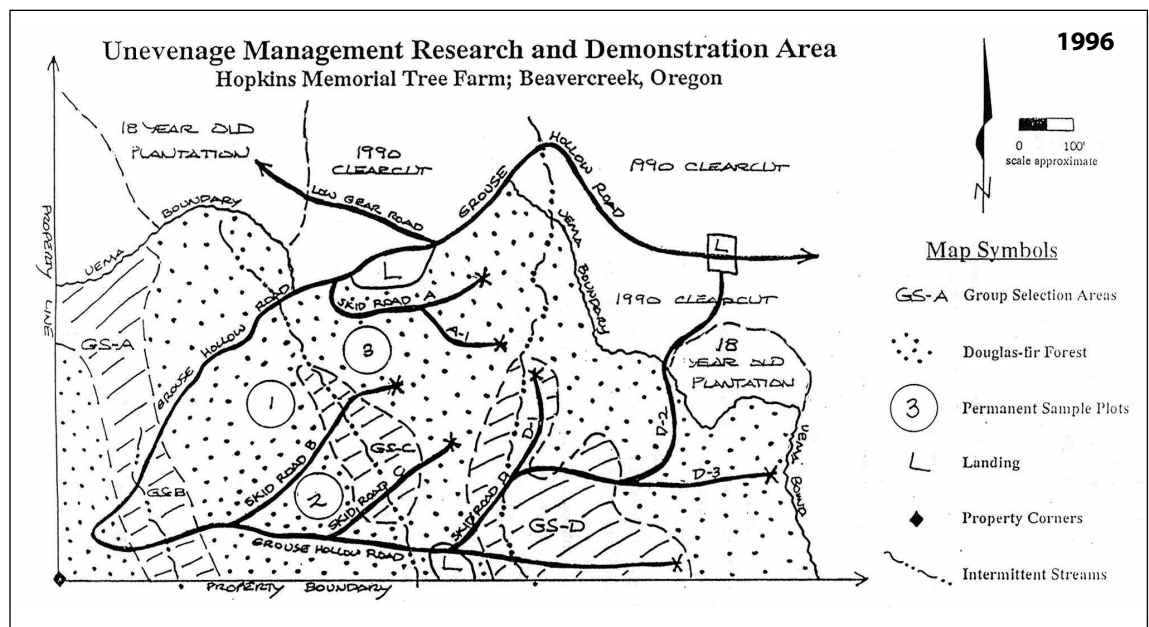 1996
Unevenage Management Research and Demonstration Area
Hopkins Memorial Tree Farm; Beavercreek, Oregon
0 100'
scale approximate
N
18 YEAR OLD
PLANTATION
1990
CLEARCUT
LOW GEAR ROAD
GROUSE
HOLLOW ROAD
1990 CLEARCUT
UEMA
BOUNDARY
PROPERTY LINE
UEMA
BOUNDARY
L
L
1990 CLEARCUT
GROUSE HOLLOW ROAD
SKID ROAD A
A-1
GS-A
3
18
YEAR OLD
PLANTATION
1
GS-C
D-1
D-2
UEMA BOUND
SKID ROAD B
2
SKID ROAD C
SKID ROAD D
D-3
GSB
GS-D
GROUSE HOLLOW ROAD
L
PROPERTY BOUNDARY
Map Symbols
GS-A Group Selection Areas
Douglas-fir Forest
3 Permanent Sample Plots
L Landing
Property Corners
Intermittent Streams